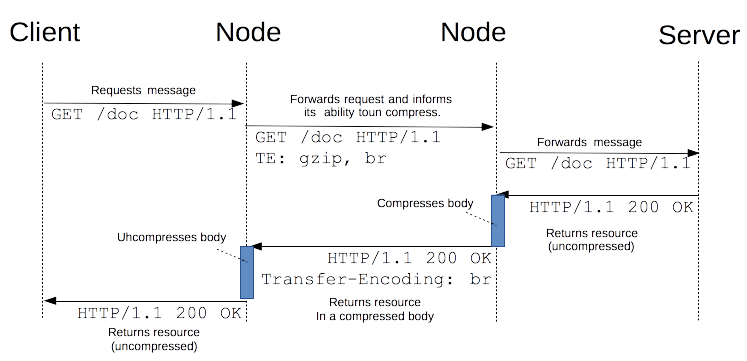 Client
Node
Node
Server
Requests message
GET /doc HTTP/1.1
Forwards request and informs
its ability toun compress.
GET /doc HTTP/1.1
TE: gzip, br
Forwards message
GET /doc HTTP/1.1
HTTP/1.1 200 OK
Returns resource
(uncompressed)
Compresses body
HTTP/1.1 200 OK
Transfer-Encoding: br
Returns resource
In a compressed body
Uhcompresses body
HTTP/1.1 200 OK
Returns resource
(uncompressed)